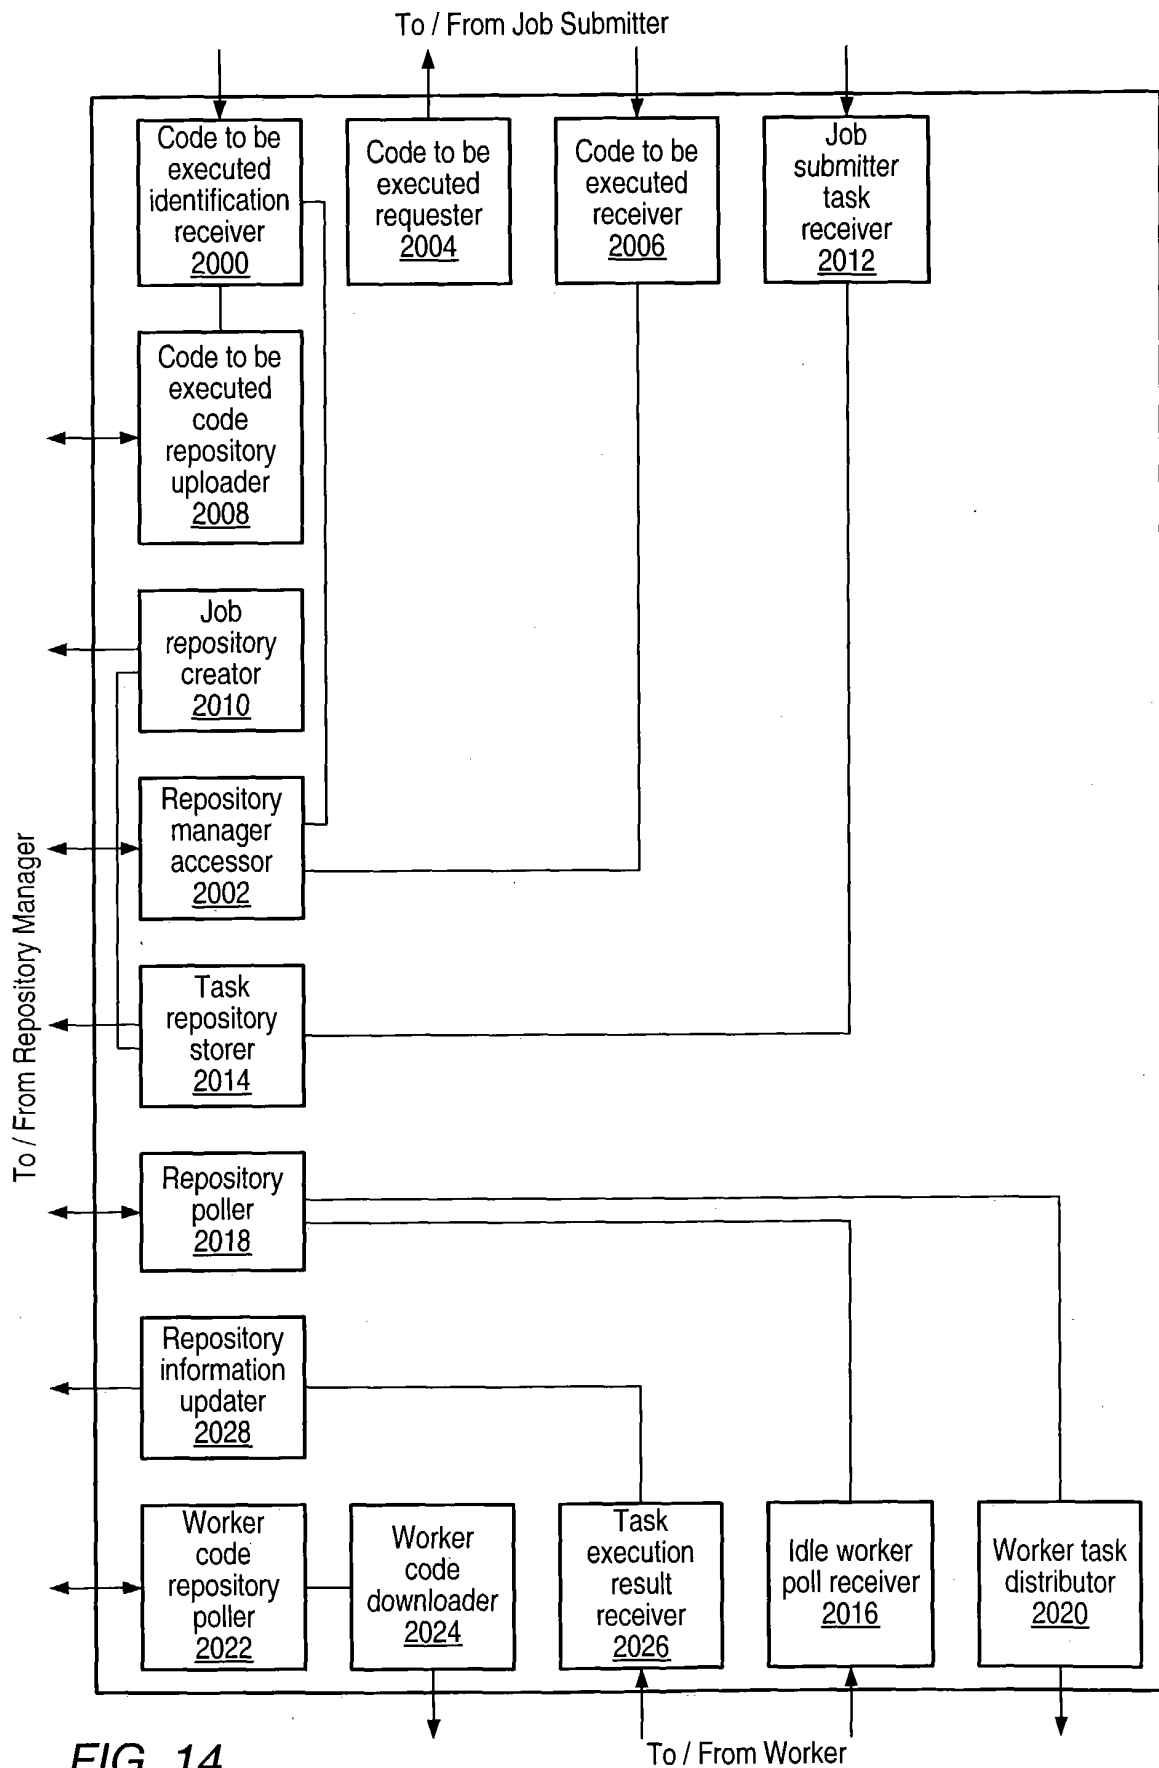 To / From Job Submitter
Code to be
executed
identification
receiver
2000
Code to be
executed
requester
2004
Code to be
executed
receiver
2006
Job
submitter
task
receiver
2012
Code to be
executed
code
repository
uploader
2008
Job
repository
creator
2010
Repository
manager
accessor
2002
To / From Repository Manager
Task
repository
storer
2014
Repository
poller
2018
Repository
information
updater
2028
Worker
code
repository
poller
2022
Worker
code
downloader
2024
Task
execution
result
receiver
2026
Idle worker
poll receiver
2016
Worker task
distributor
2020
To / From Worker
FIG. 14